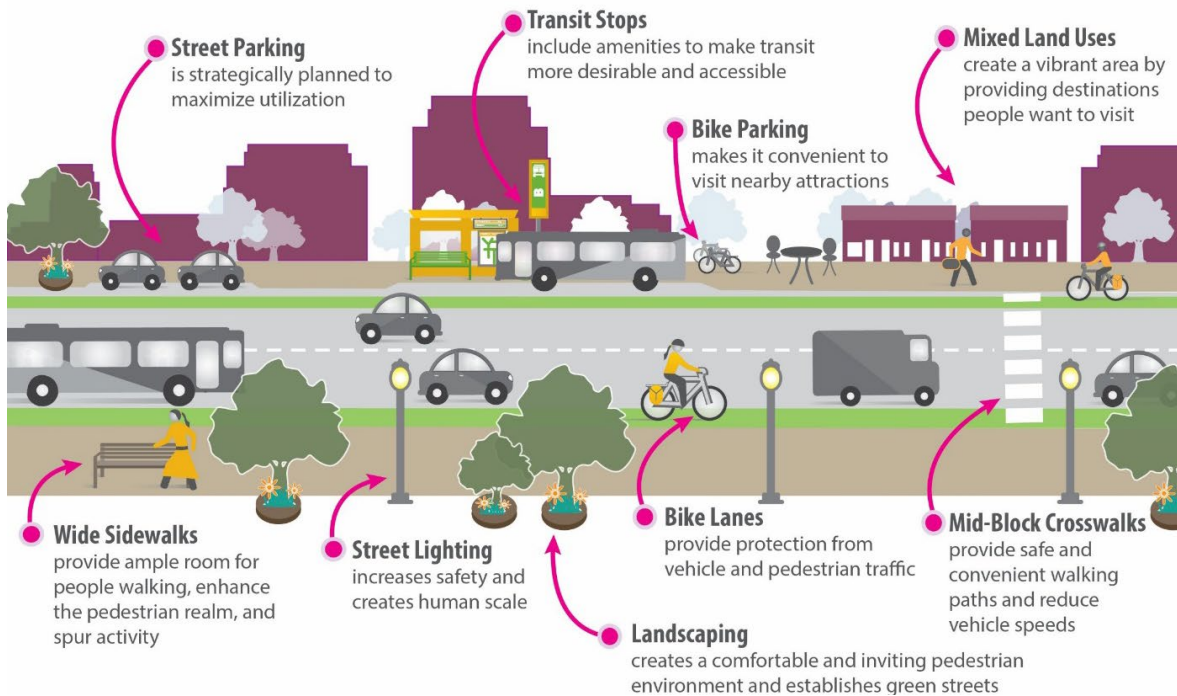 Street Parking
is strategically planned to
maximize utilization
Transit Stops
include amenities to make transit
more desirable and accessible
Bike Parking
makes it convenient to
visit nearby attractions
Mixed Land Uses
create a vibrant area by
providing destinations
people want to visit
B
Wide Sidewalks
provide ample room for
people walking, enhance
the pedestrian realm, and
spur activity
Street Lighting
increases safety and
creates human scale
Landscaping
creates a comfortable and inviting pedestrian
environment and establishes green streets
Bike Lanes
provide protection from
vehicle and pedestrian traffic
Mid-Block Crosswalks
provide safe and
convenient walking
paths and reduce
vehicle speeds